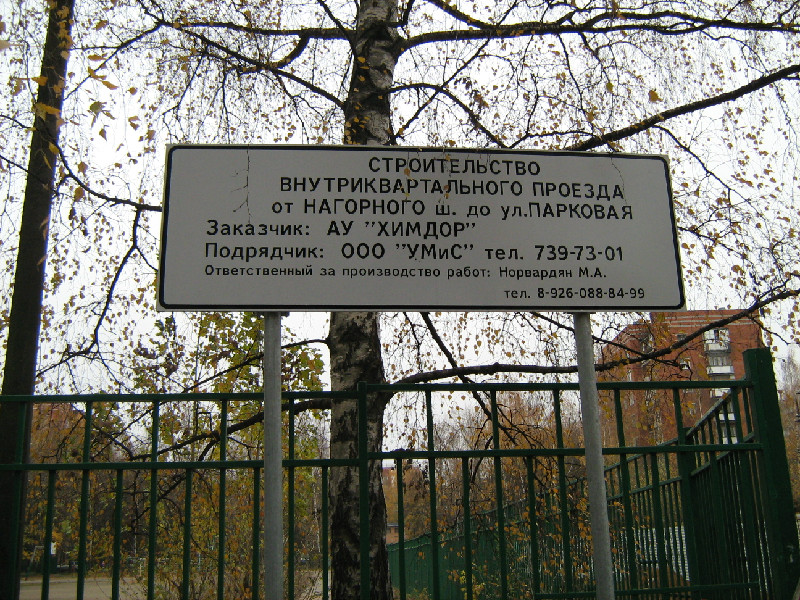 СТРОИТЕЛЬСТВО
ВНУТРИКВАРТАЛЬНОГО ПРОЕЗДА
от НАГОРНОГО ш. до ул.ПАРКОВАЯ
Заказчик: АУ "ХИМДОР"
Подрядчик: ООО "УМиС" тел. 739-73-01
Ответственный за производство работ: Норвардян М.А.
тел. 8-926-088-84-99